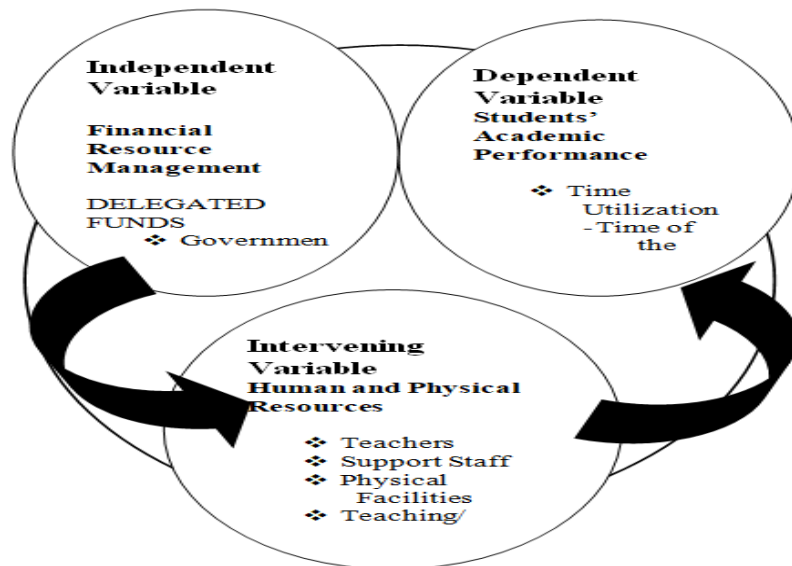 Independent
Variable
Financial
Resource
Management
DELEGATED
FUNDS
❖ Governmen
Dependent
Variable
Students’
Academic
Performance
❖ Time
Utilization
-Time of
the
Intervening
Variable
Human and Physical
Resources
❖ Teachers
❖ Support Staff
❖ Physical
Facilities
❖ Teaching/